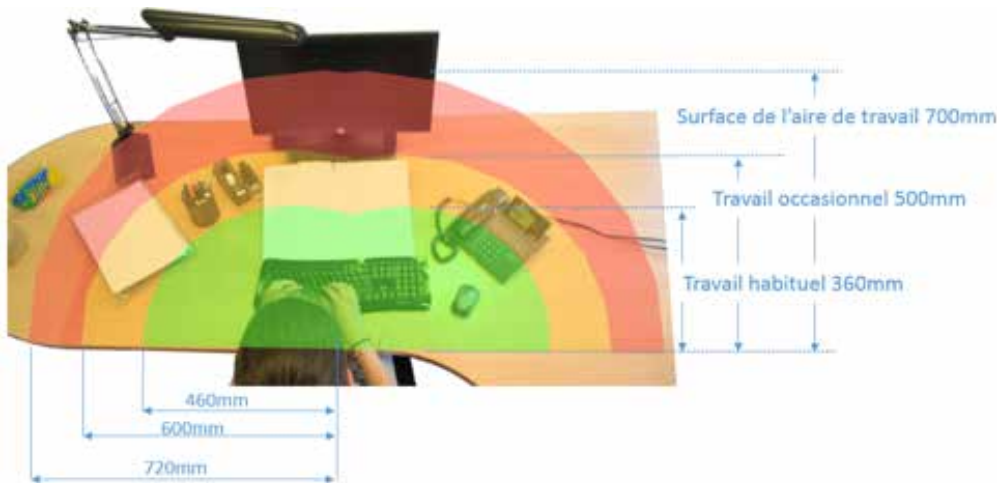 Surface de l'aire de travail 700mm
Travail occasionnel 500mm
Travail habituel 360mm
460mm
600mm
720mm